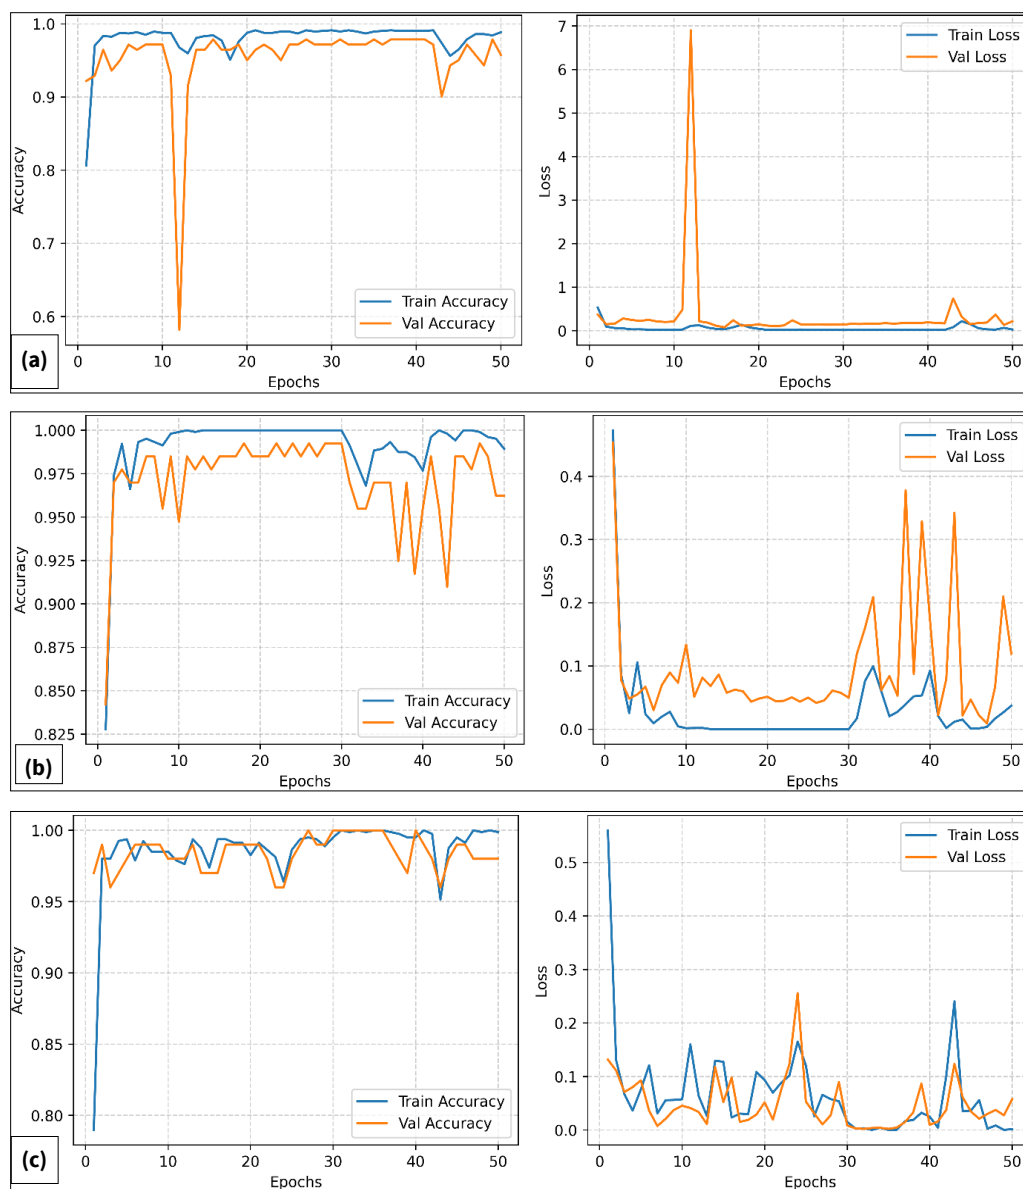 1.0
0.9
0.8
0.7
0.6
Accuracy
0 10 20 30 40 50
Epochs
Train Accuracy
Val Accuracy
7
6
5
4
3
2
1
0
Loss
0 10 20 30 40 50
Epochs
Train Loss
Val Loss
(a)
1.000
0.975
0.950
0.925
0.900
0.875
0.850
0.825
Accuracy
0 10 20 30 40 50
Epochs
Train Accuracy
Val Accuracy
0.4
0.3
0.2
0.1
0.0
Loss
0 10 20 30 40 50
Epochs
Train Loss
Val Loss
(b)
1.00
0.95
0.90
0.85
0.80
Accuracy
0 10 20 30 40 50
Epochs
Train Accuracy
Val Accuracy
0.5
0.4
0.3
0.2
0.1
0.0
Loss
0 10 20 30 40 50
Epochs
Train Loss
Val Loss
(c)